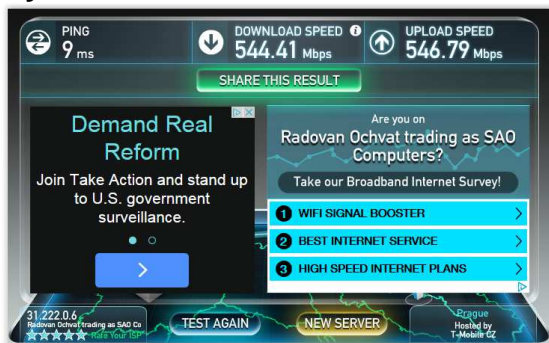 PING
9 ms
DOWNLOAD SPEED
544.41 Mbps
UPLOAD SPEED
546.79 Mbps
SHARE THIS RESULT
Demand Real
Reform
Join Take Action and stand up
to U.S. government
surveillance.
Are you on
Radovan Ochvat trading as SAO
Computers?
Take our Broadband Internet Survey!
1 WIFI SIGNAL BOOSTER
2 BEST INTERNET SERVICE
3 HIGH SPEED INTERNET PLANS
31.222.0.6
Radovan Ochvat trading as SAO Co
Rate Your ISP
TEST AGAIN
NEW SERVER
Prague
Hosted by
T-Mobile CZ